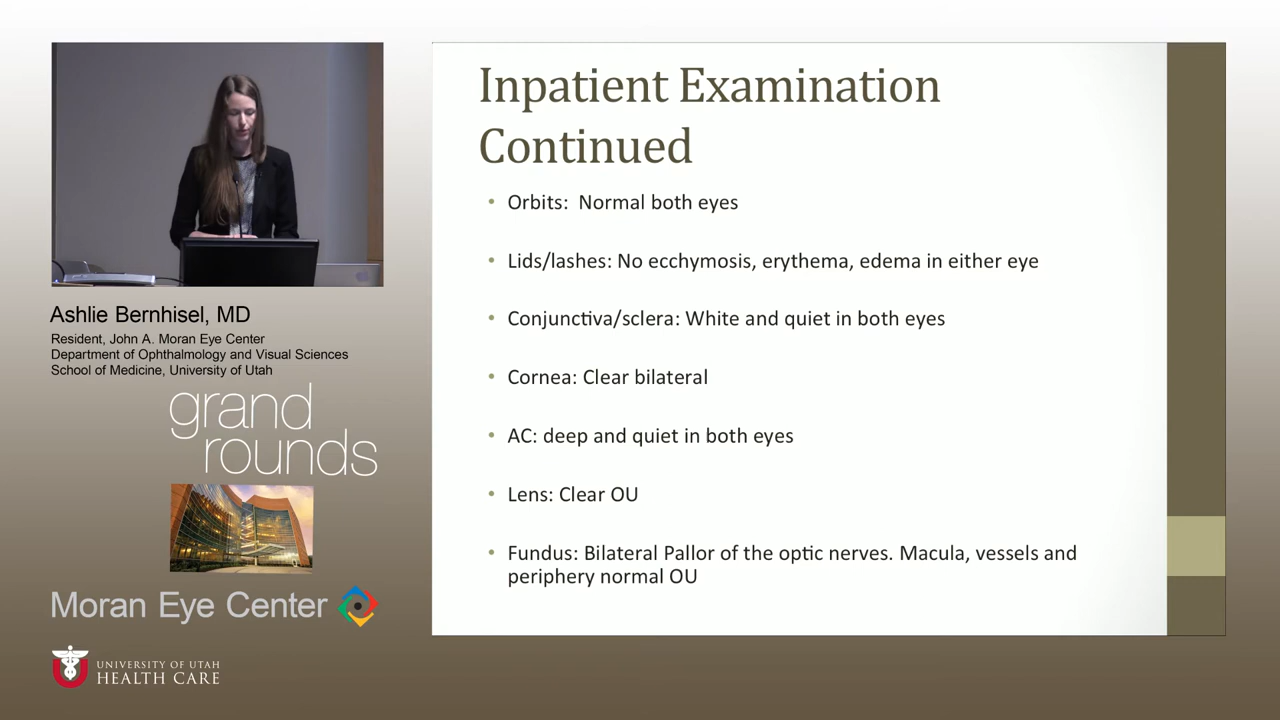 Inpatient Examination
Continued
• Orbits: Normal both eyes
• Lids/lashes: No ecchymosis, erythema, edema in either eye
• Conjunctiva/sclera: White and quiet in both eyes
• Cornea: Clear bilateral
• AC: deep and quiet in both eyes
• Lens: Clear OU
• Fundus: Bilateral Pallor of the optic nerves. Macula, vessels and
periphery normal OU
Ashlie Bernhisel, MD
Resident, John A. Moran Eye Center
Department of Ophthalmology and Visual Sciences
School of Medicine, University of Utah
grand
rounds
Moran Eye Center
UNIVERSITY OF UTAH
HEALTH CARE